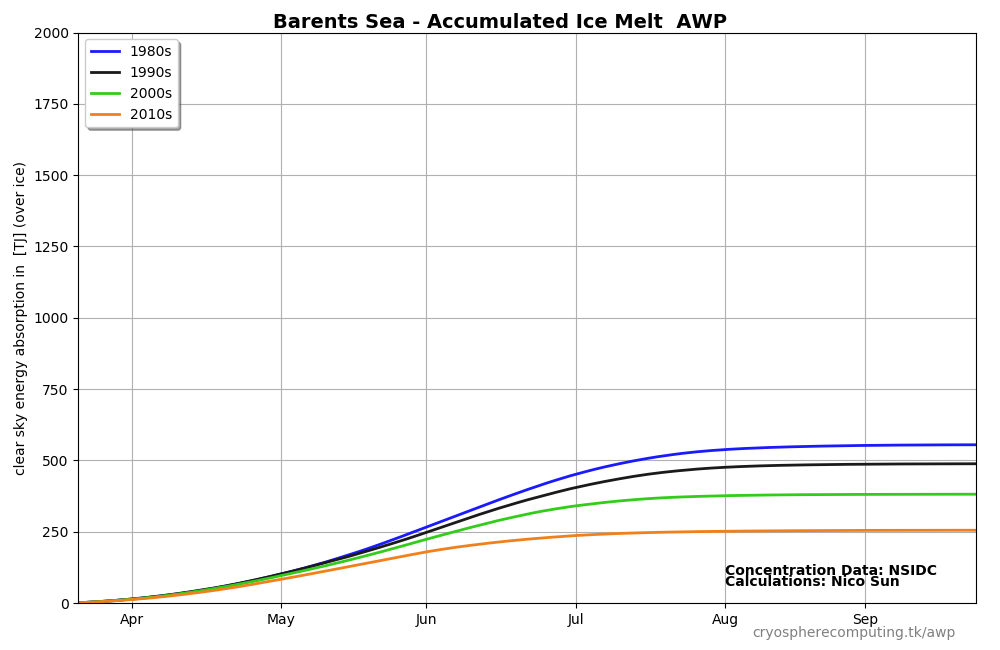 Barents Sea - Accumulated Ice Melt  AWP
2000
1750
1500
1250
1000
750
500
250
0
clear sky energy absorption in  [TJ] (over ice)
1980s
1990s
2000s
2010s
Concentration Data: NSIDC
Calculations: Nico Sun
Apr
May
Jun
Jul
Aug
Sep
cryospherecomputing.tk/awp